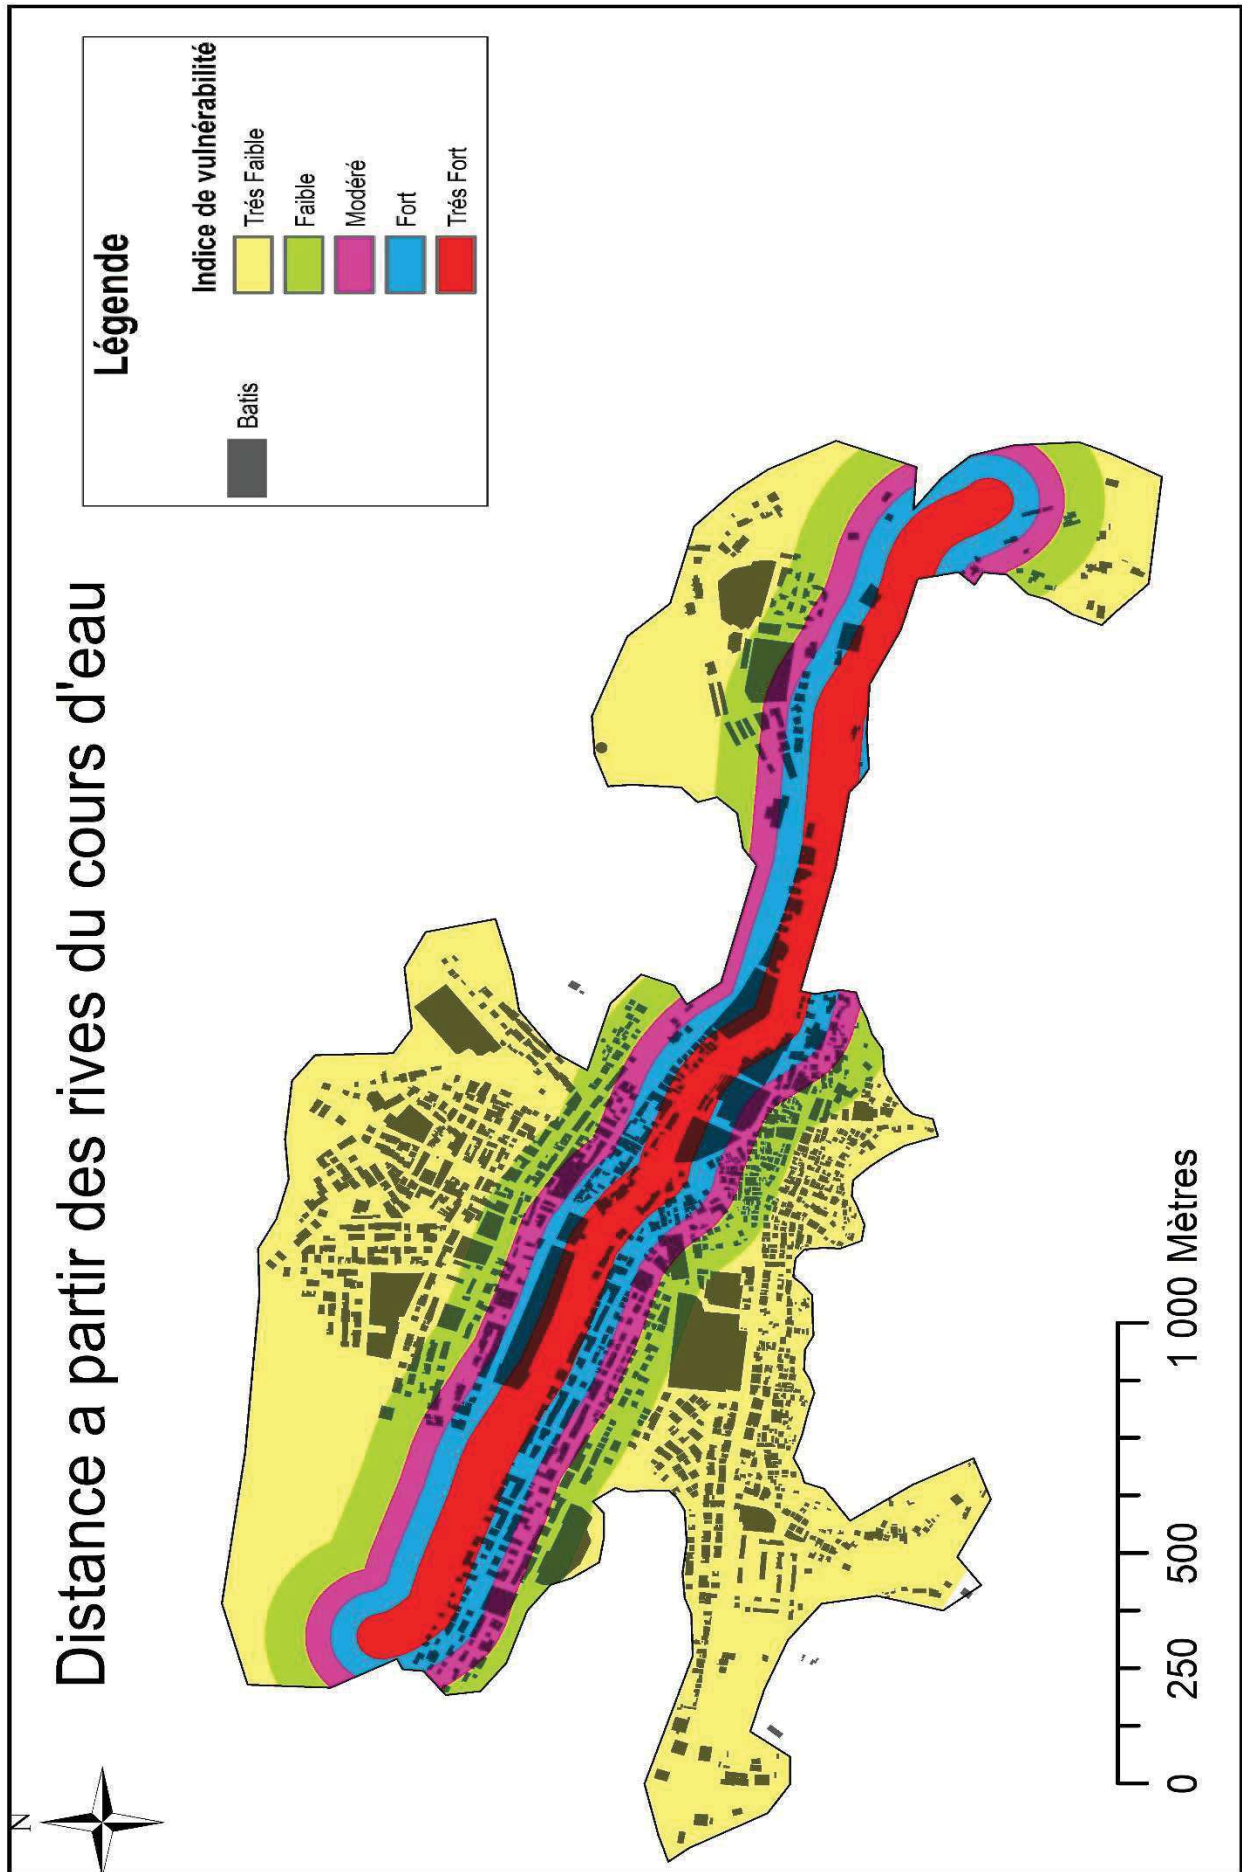 Distance a partir des rives du cours d'eau
N
Légende
Batis
Indice de vulnérabilité
Trés Faible
Faible
Modéré
Fort
Trés Fort
0 250 500 1 000 Mètres